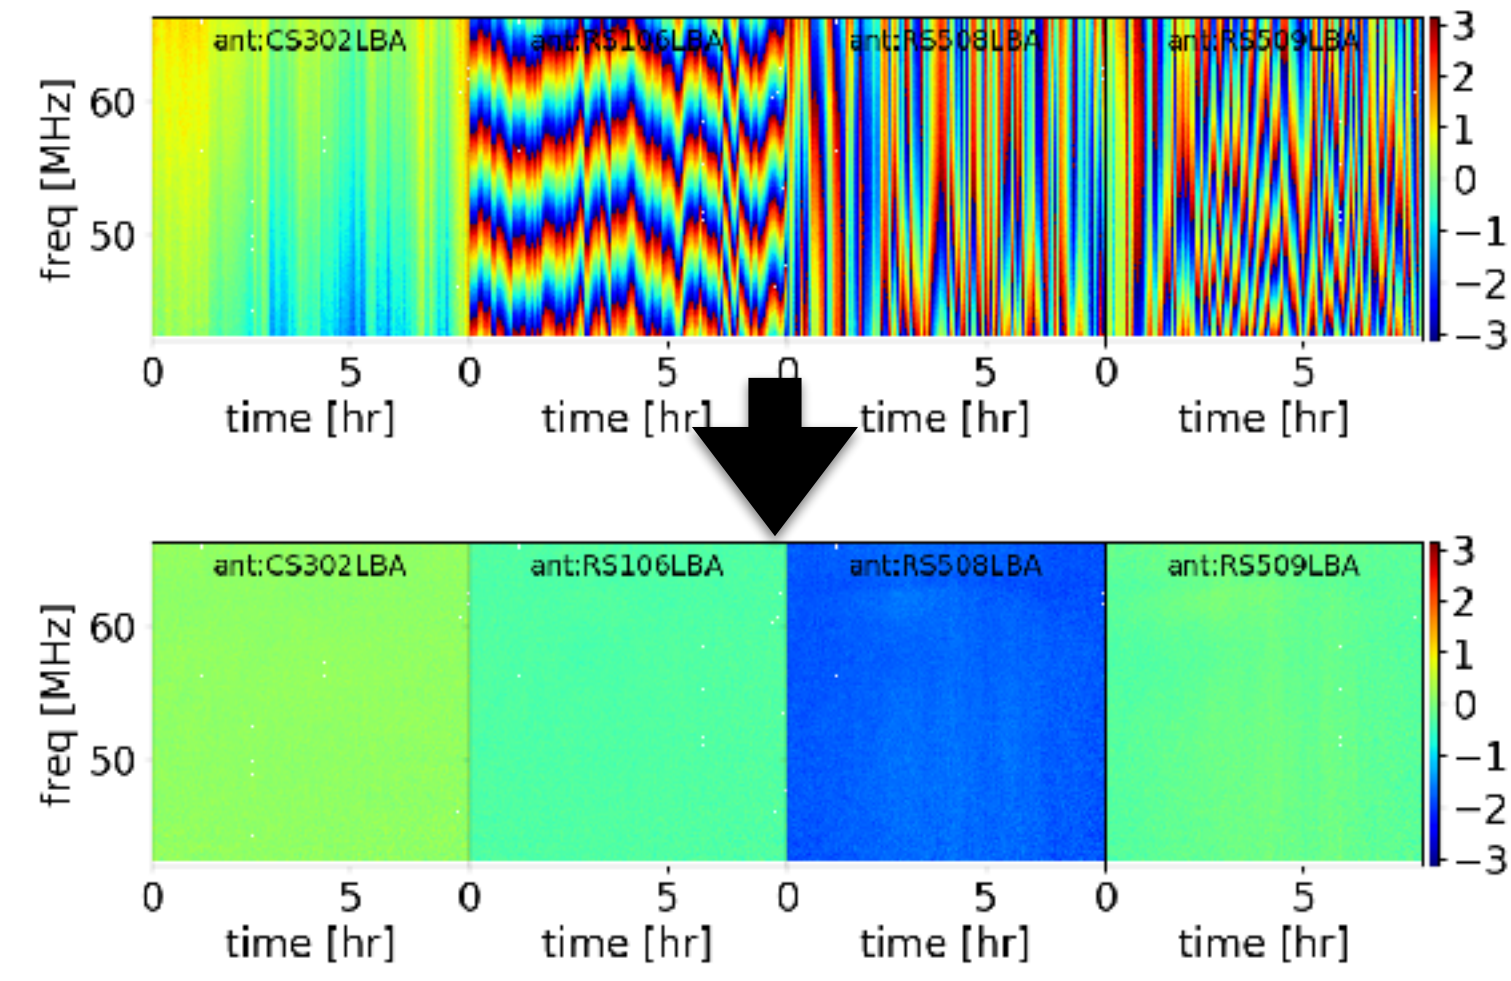 ant:CS302LBA ant:RS106LBA ant:RS508LBA ant:RS509LBA
freq [MHz]
60
50
3
2
1
0
−1
−2
−3
0 5 0 5 0 5 0 5
time [hr] time [hr] time [hr] time [hr]
ant:CS302LBA ant:RS106LBA ant:RS508LBA ant:RS509LBA
freq [MHz]
60
50
3
2
1
0
−1
−2
−3
0 5 0 5 0 5 0 5
time [hr] time [hr] time [hr] time [hr]